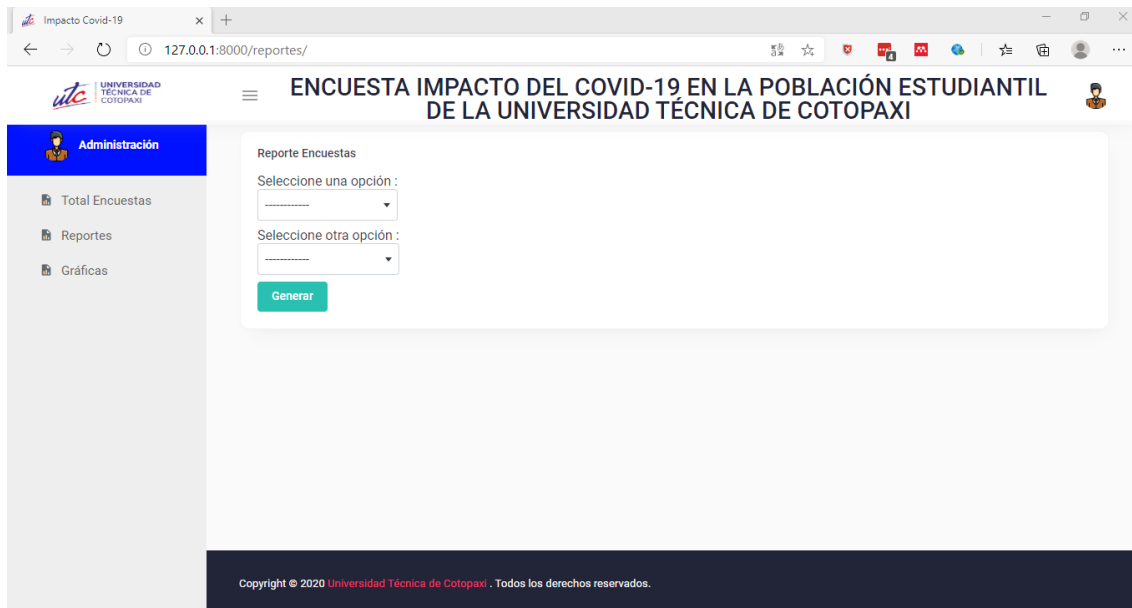 Impacto Covid-19
127.0.0.1:8000/reportes/
4
utc UNIVERSIDAD
TÉCNICA DE
COTOPAXI
ENCUESTA IMPACTO DEL COVID-19 EN LA POBLACIÓN ESTUDIANTIL
DE LA UNIVERSIDAD TÉCNICA DE COTOPAXI
Administración
Total Encuestas
Reportes
Gráficas
Reporte Encuestas
Seleccione una opción :
------------
Seleccione otra opción :
------------
Generar
Copyright © 2020 Universidad Técnica de Cotopaxi . Todos los derechos reservados.